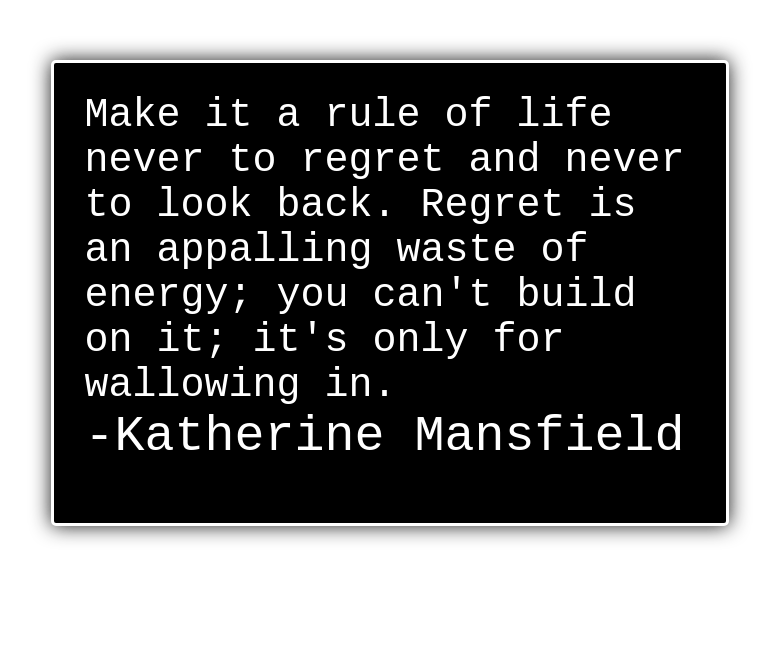 Make it a rule of life
never to regret and never
to look back. Regret is
an appalling waste of
energy; you can't build
on it; it's only for
wallowing in.
-Katherine Mansfield